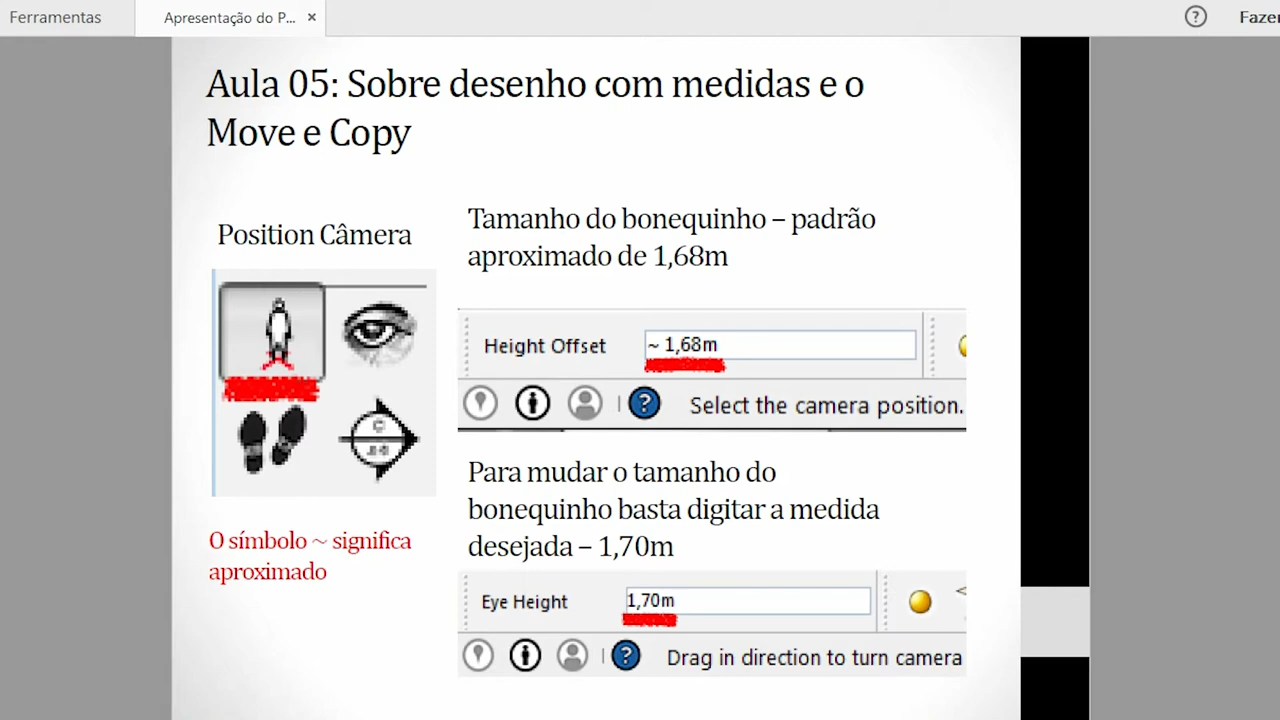 Ferramentas
Apresentação do P... ×
? Fazer
Aula 05: Sobre desenho com medidas e o
Move e Copy
Position Câmera
Tamanho do bonequinho – padrão
aproximado de 1,68m
Height Offset ~ 1,68m
? Select the camera position.
C
Para mudar o tamanho do
bonequinho basta digitar a medida
desejada – 1,70m
O símbolo ~ significa
aproximado
Eye Height 1,70m
? Drag in direction to turn camera